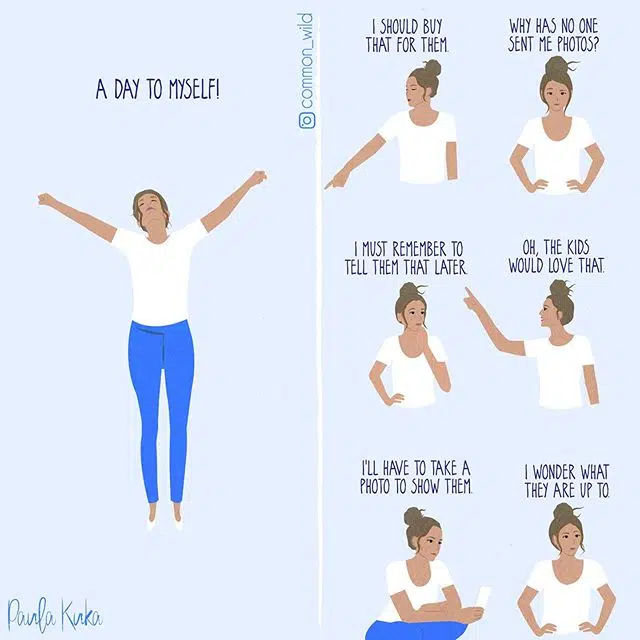 A DAY TO MYSELF!
common_wild
I SHOULD BUY
THAT FOR THEM.
WHY HAS NO ONE
SENT ME PHOTOS?
I MUST REMEMBER TO
TELL THEM THAT LATER.
OH, THE KIDS
WOULD LOVE THAT.
I'LL HAVE TO TAKE A
PHOTO TO SHOW THEM.
I WONDER WHAT
THEY ARE UP TO.
Paula Kuka